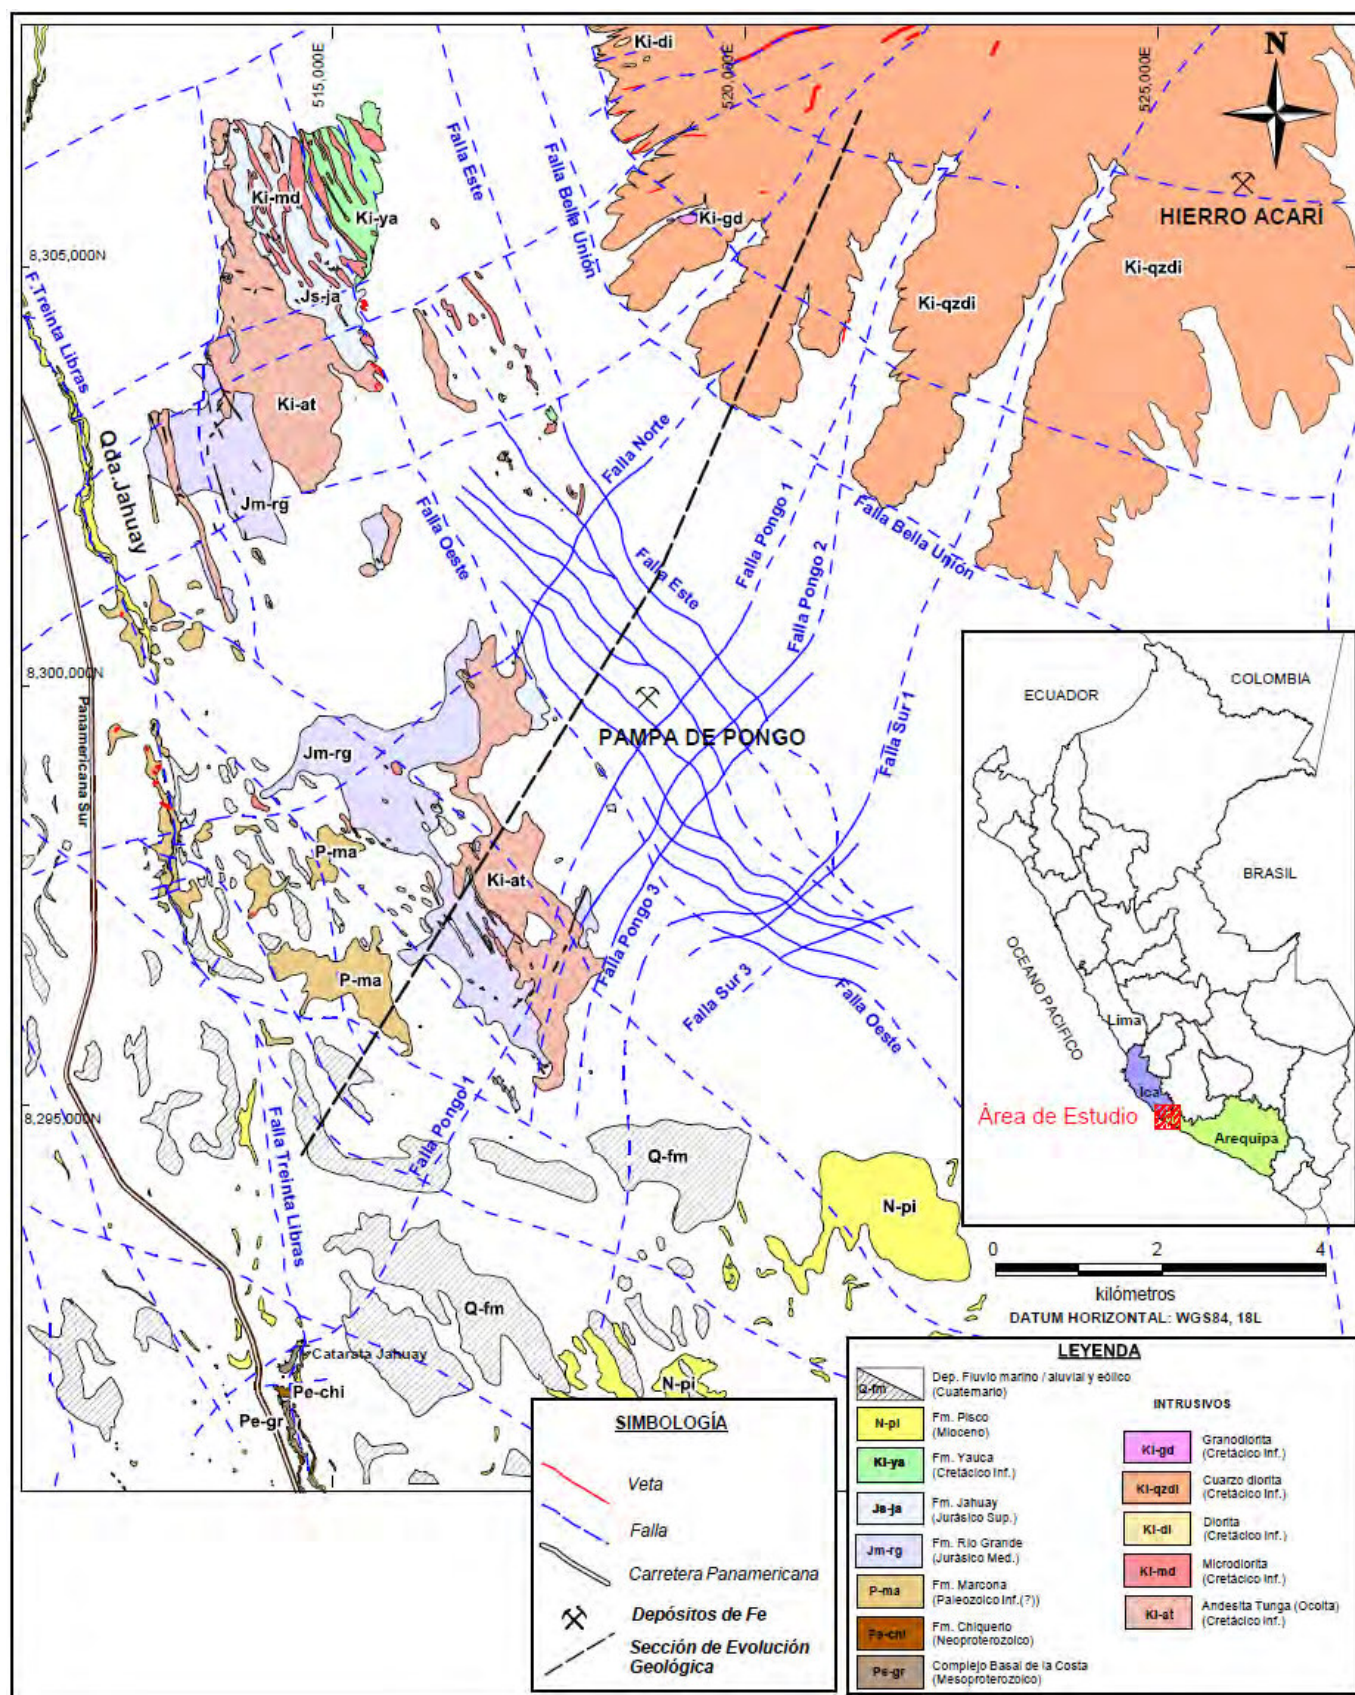 515,000E
520,000E
525,000E
N
Ki-di
Falla Este
Falla Bella Unión
Ki-md
Ki-ya
Ki-gd
HIERRO ACARÍ
8,305,000N
F.Treinta Libras
Js-ja
Ki-qzdi
Ki-qzdi
Ki-at
Qda.Jahuay
Jm-rg
Falla Norte
Falla Oeste
Falla Pongo 1
Falla Pongo 2
Falla Bella Unión
Falla Este
8,300,000N
Panamericana Sur
PAMPA DE PONGO
Falla Sur 1
Jm-rg
P-ma
Ki-at
Falla Pongo 3
P-ma
Falla Sur 3
Falla Oeste
8,295,000N
Falla Treinta Libras
Falla Pongo 1
Q-fm
N-pi
Q-fm
Catarata Jahuay
Pe-chi
Pe-gr
N-pi
ECUADOR
COLOMBIA
BRASIL
OCEANO PACIFICO
Lima
Ica
Área de Estudio
Arequipa
0 2 4
kilómetros
DATUM HORIZONTAL: WGS84, 18L
SIMBOLOGÍA
Veta
Falla
Carretera Panamericana
Depósitos de Fe
Sección de Evolución
Geológica
LEYENDA
Q-fm
Dep. Fluvio marino / aluvial y eólico
(Cuaternario)
N-pi
Fm. Pisco
(Mioceno)
Ki-ya
Fm. Yauca
(Cretácico Inf.)
Js-ja
Fm. Jahuay
(Jurásico Sup.)
Jm-rg
Fm. Río Grande
(Jurásico Med.)
P-ma
Fm. Marcona
(Paleozoico Inf.(?))
Pe-chi
Fm. Chiquerio
(Neoproterozoico)
Pe-gr
Complejo Basal de la Costa
(Mesoproterozoico)
INTRUSIVOS
Ki-gd
Granodiorita
(Cretácico Inf.)
Ki-qzdi
Cuarzo diorita
(Cretácico Inf.)
Ki-di
Diorita
(Cretácico Inf.)
Ki-md
Microdiorita
(Cretácico Inf.)
Ki-at
Andesita Tunga (Ocoita)
(Cretácico Inf.)